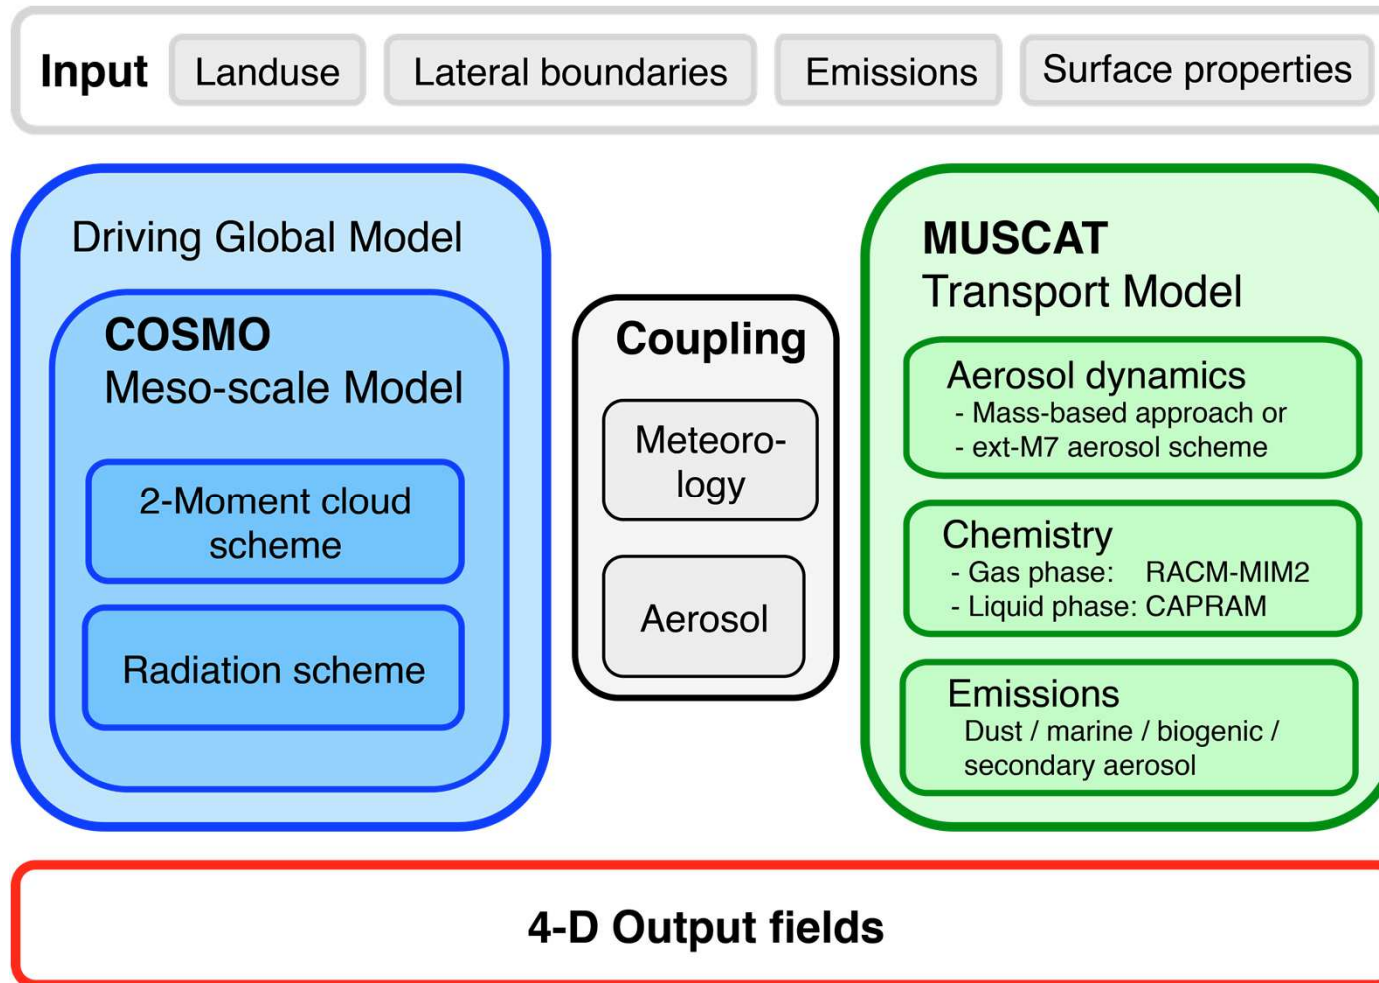 Input Landuse Lateral boundaries Emissions Surface properties
Driving Global Model
COSMO
Meso-scale Model
2-Moment cloud
scheme
Radiation scheme
Coupling
Meteoro-
logy
Aerosol
MUSCAT
Transport Model
Aerosol dynamics
- Mass-based approach or
- ext-M7 aerosol scheme
Chemistry
- Gas phase: RACM-MIM2
- Liquid phase: CAPRAM
Emissions
Dust / marine / biogenic /
secondary aerosol
4-D Output fields